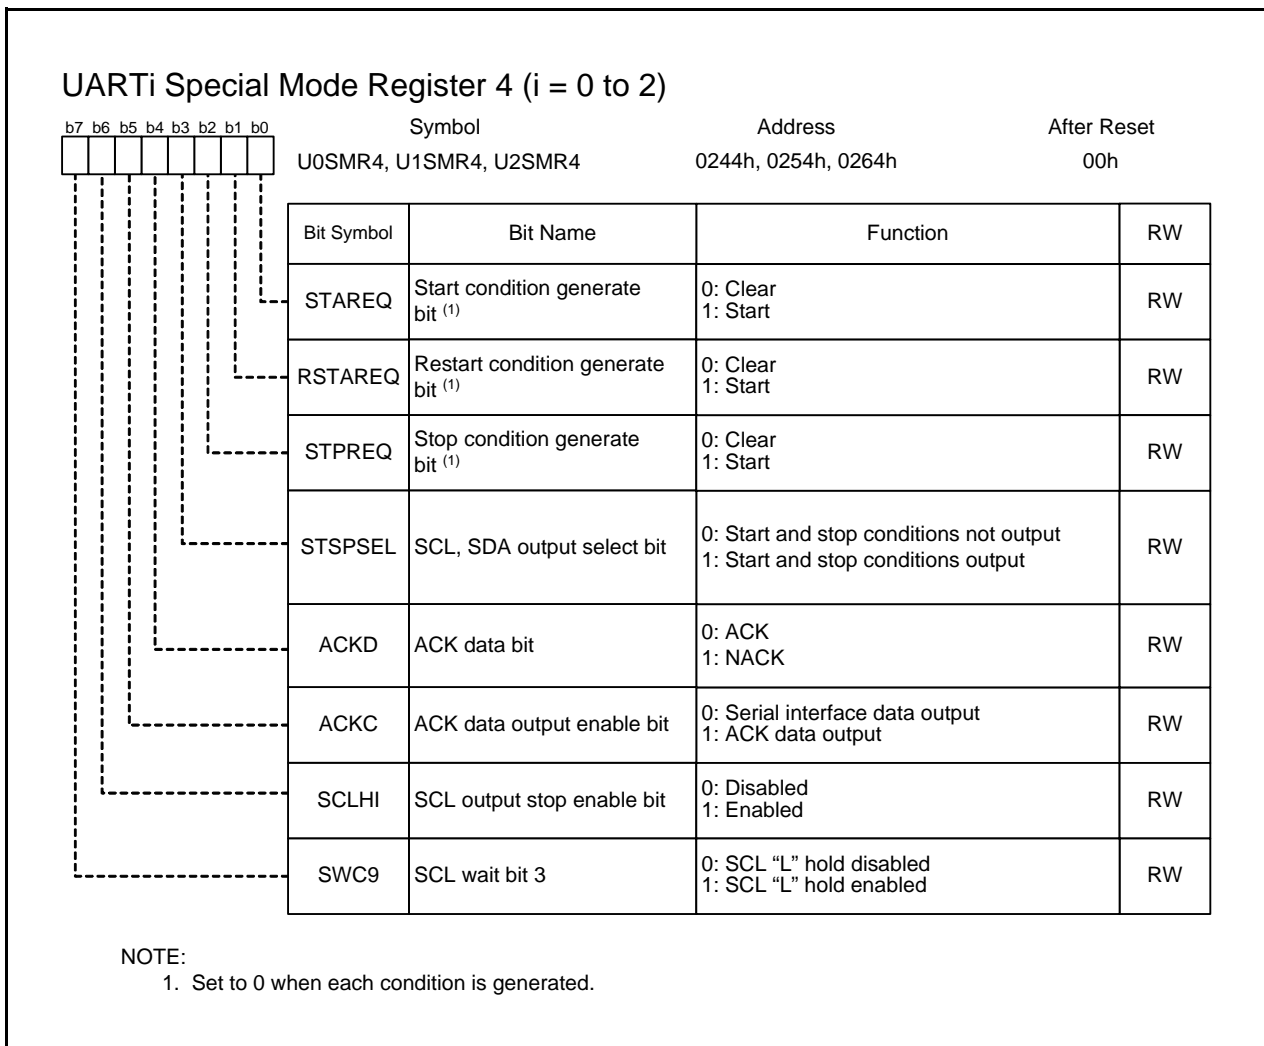 UARTi Special Mode Register 4 (i = 0 to 2)
b7 b6 b5 b4 b3 b2 b1 b0
Symbol Address After Reset
U0SMR4, U1SMR4, U2SMR4 0244h, 0254h, 0264h 00h
Bit Symbol Bit Name Function RW
STAREQ Start condition generate bit (1) 0: Clear 1: Start RW
RSTAREQ Restart condition generate bit (1) 0: Clear 1: Start RW
STPREQ Stop condition generate bit (1) 0: Clear 1: Start RW
STSPSEL SCL, SDA output select bit 0: Start and stop conditions not output 1: Start and stop conditions output RW
ACKD ACK data bit 0: ACK 1: NACK RW
ACKC ACK data output enable bit 0: Serial interface data output 1: ACK data output RW
SCLHI SCL output stop enable bit 0: Disabled 1: Enabled RW
SWC9 SCL wait bit 3 0: SCL “L” hold disabled 1: SCL “L” hold enabled RW
NOTE:
1. Set to 0 when each condition is generated.